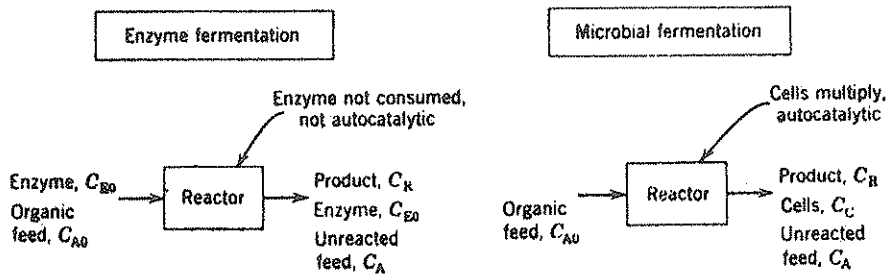 Enzyme fermentation
Enzyme not consumed,
not autocatalytic
Enzyme, C_E0
Organic
feed, C_A0
Reactor
Product, C_R
Enzyme, C_E0
Unreacted
feed, C_A
Microbial fermentation
Cells multiply,
autocatalytic
Organic
feed, C_A0
Reactor
Product, C_R
Cells, C_C
Unreacted
feed, C_A